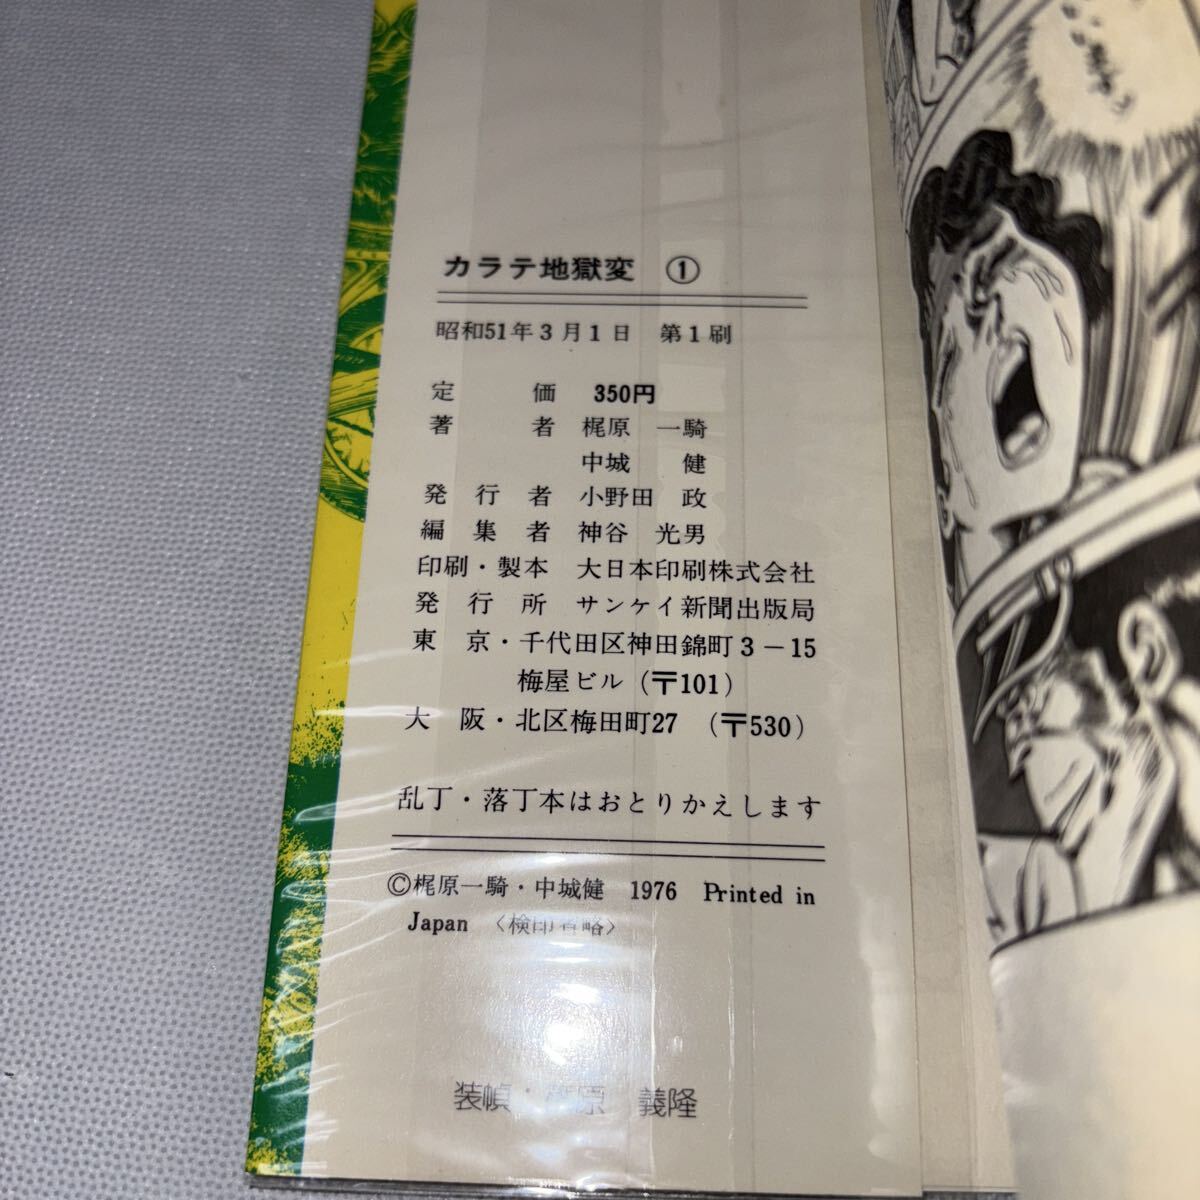 カラテ地獄変 ①
昭和51年3月1日 第1刷
定価 350円
著者 梶原 一騎
中城 健
発行者 小野田 政
編集者 神谷 光男
印刷・製本 大日本印刷株式会社
発行所 サンケイ新聞出版局
東京・千代田区神田錦町3-15
梅屋ビル(〒101)
大阪・北区梅田町27 (〒530)
乱丁・落丁本はおとりかえします
©梶原一騎・中城健 1976 Printed in
Japan 〈検印省略〉
装幀・原 義隆